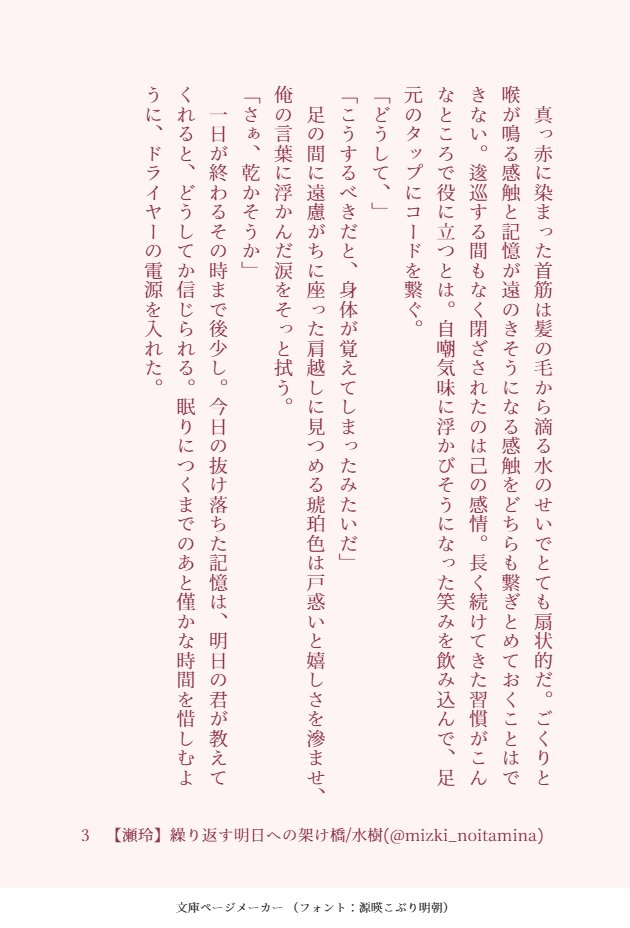 真っ赤に染まった首筋は髪の毛から滴る水のせいでとても扇状的だ。ごくりと
喉が鳴る感触と記憶が遠のきそうになる感触をどちらも繋ぎとめておくことはで
きない。逡巡する間もなく閉ざされたのは己の感情。長く続けてきた習慣がこん
なところで役に立つとは。自嘲気味に浮かびそうになった笑みを飲み込んで、足
元のタップにコードを繋ぐ。
「どうして、」
「こうするべきだと、身体が覚えてしまったみたいだ」
足の間に遠慮がちに座った肩越しに見つめる琥珀色は戸惑いと嬉しさを滲ませ、
俺の言葉に浮かんだ涙をそっと拭う。
「さぁ、乾かそうか」
一日が終わるその時まで後少し。今日の抜け落ちた記憶は、明日の君が教えて
くれると、どうしてか信じられる。眠りにつくまでのあと僅かな時間を惜しむよ
うに、ドライヤーの電源を入れた。
3 【瀬玲】繰り返す明日への架け橋/水樹(@mizki_noitamina)
文庫ページメーカー （フォント：源暎こぶり明朝）